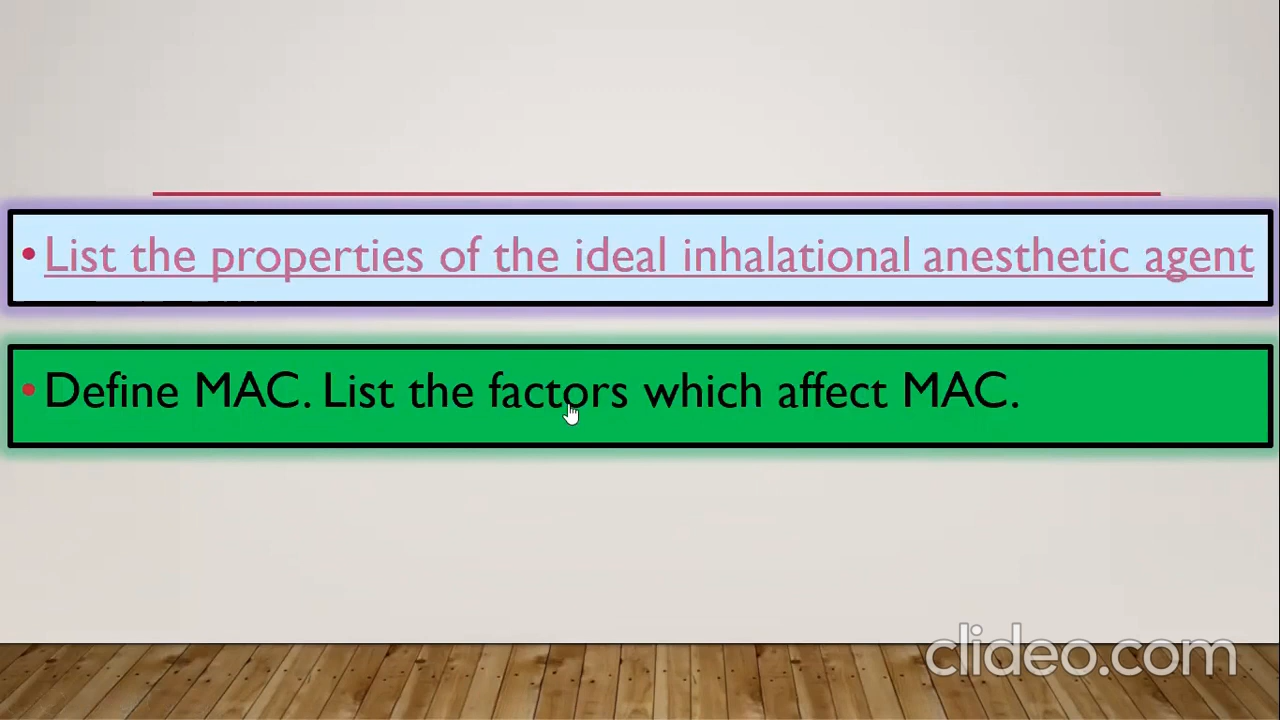 • List the properties of the ideal inhalational anesthetic agent
• Define MAC. List the factors which affect MAC.
clideo.com